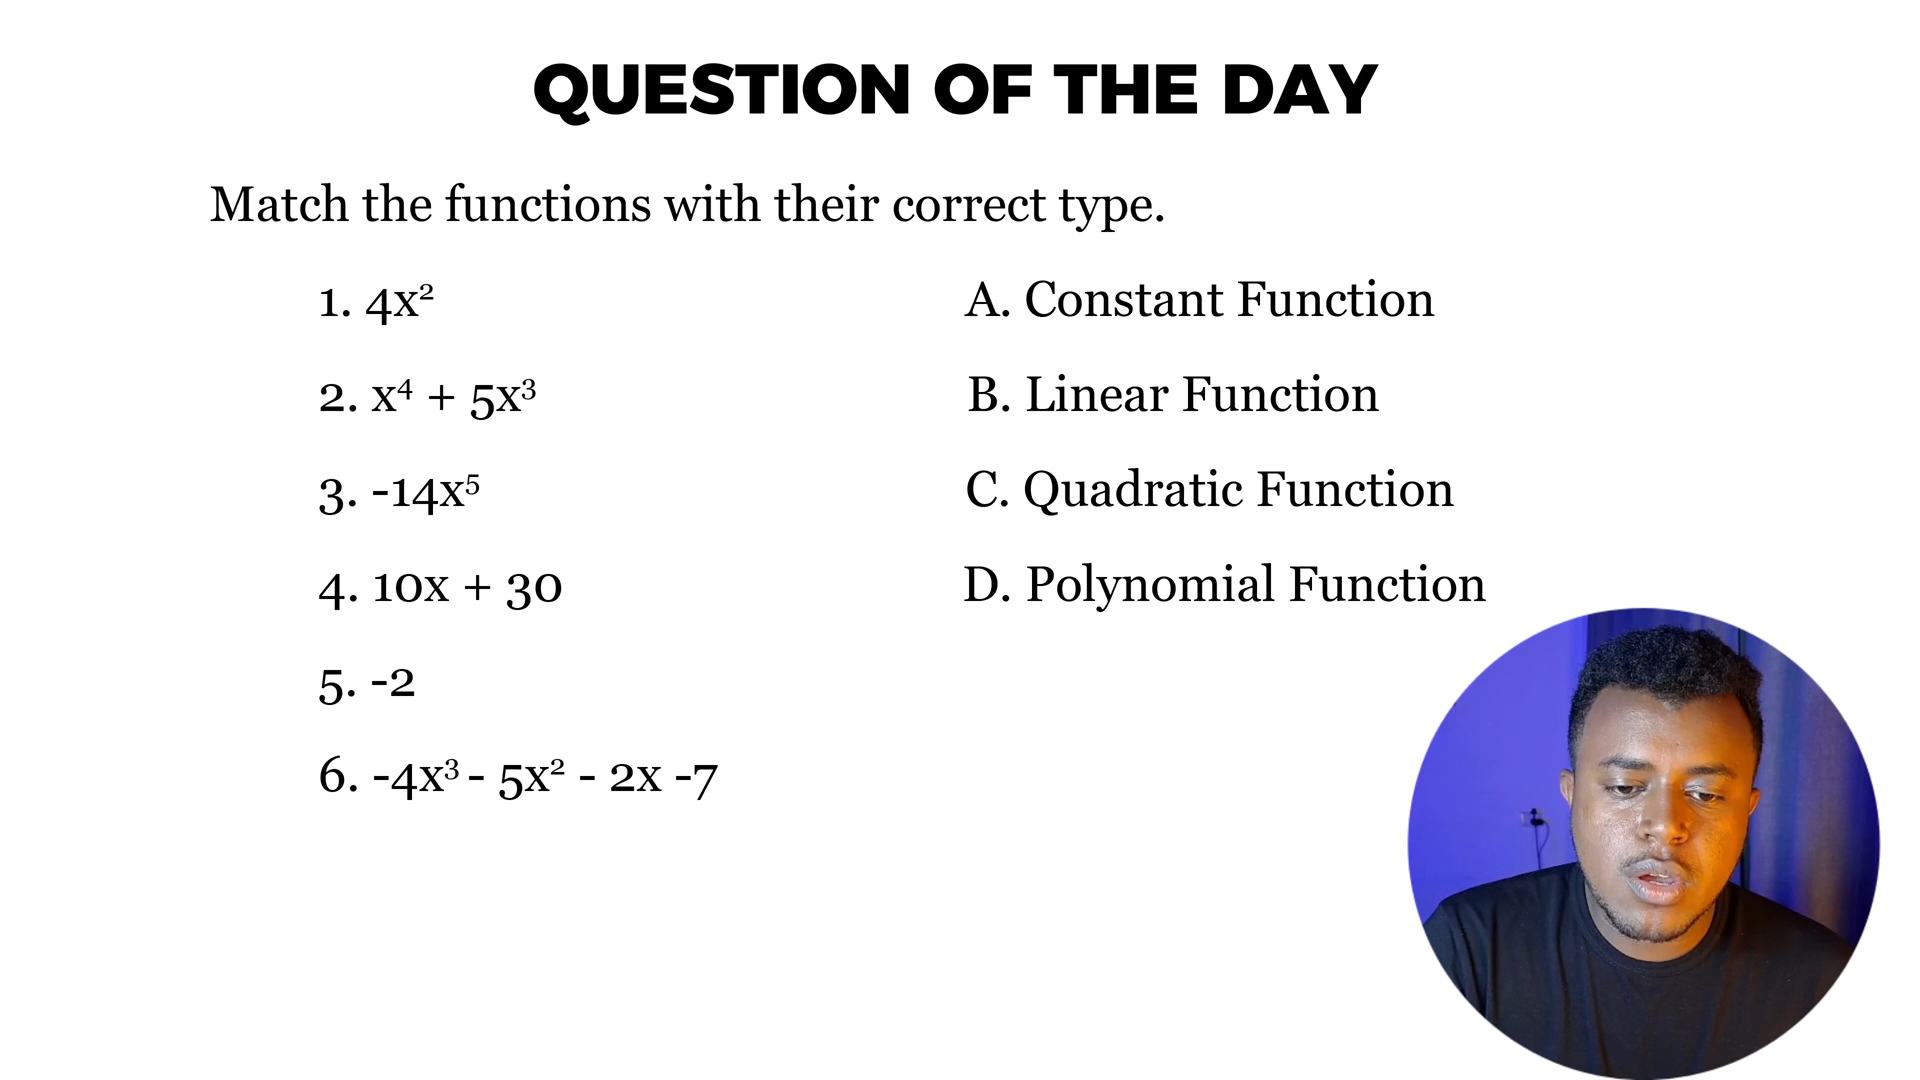 QUESTION OF THE DAY
Match the functions with their correct type.
1. 4x²
2. x⁴ + 5x³
3. -14x⁵
4. 10x + 30
5. -2
6. -4x³ - 5x² - 2x -7
A. Constant Function
B. Linear Function
C. Quadratic Function
D. Polynomial Function